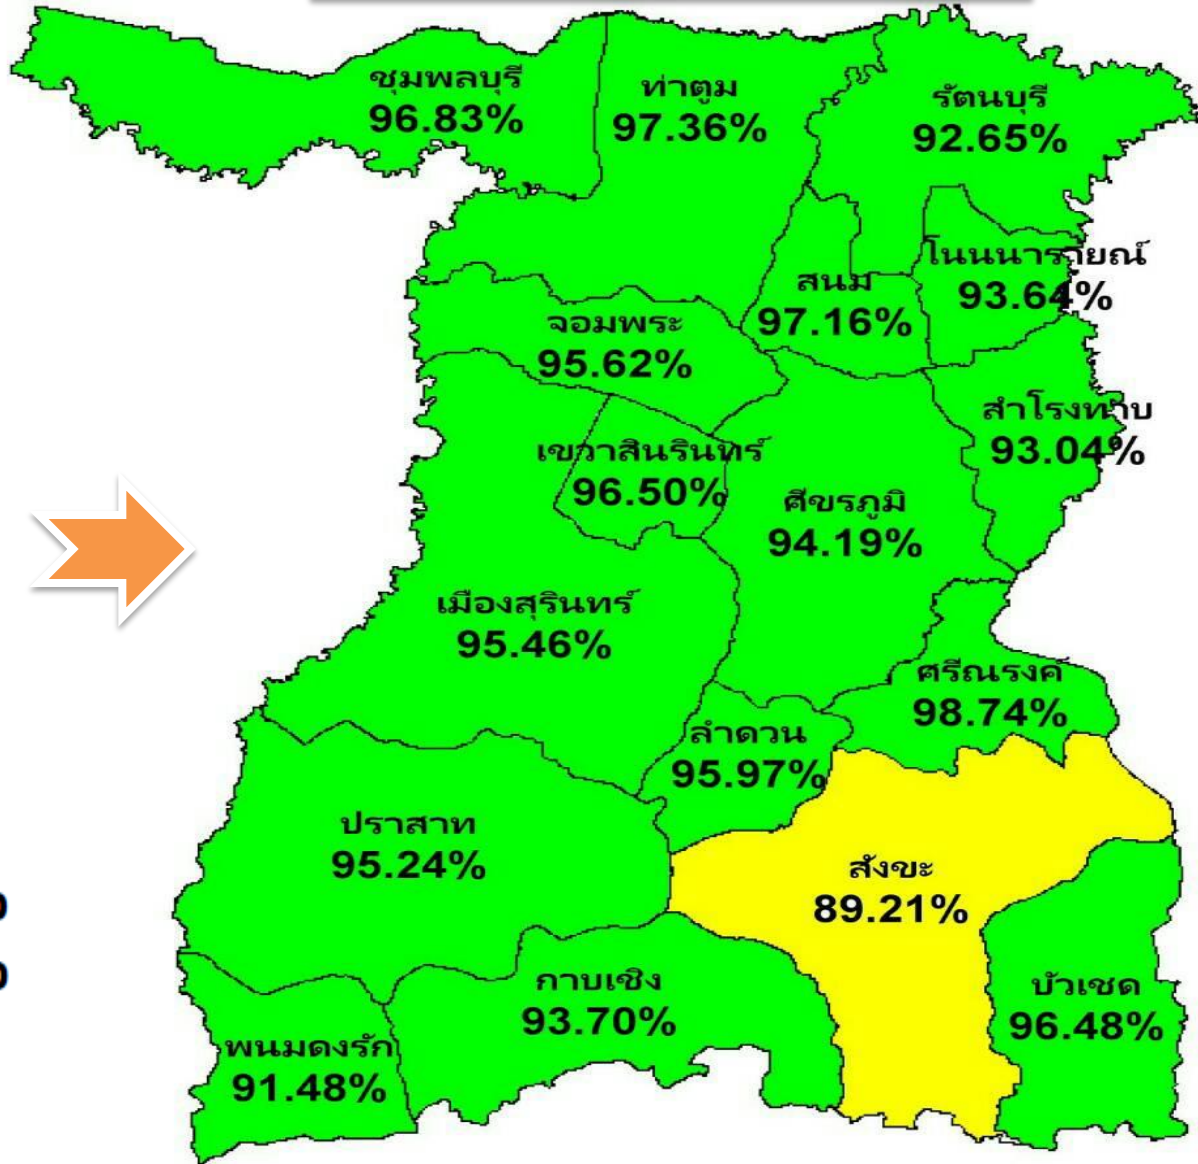 ชุมพลบุรี
96.83%
ท่าตูม
97.36%
รัตนบุรี
92.65%
โนนนารายณ์
93.64%
สนม
97.16%
จอมพระ
95.62%
สำโรงทาบ
93.04%
เขวาสินรินทร์
96.50%
ศีขรภูมิ
94.19%
เมืองสุรินทร์
95.46%
ศรีณรงค์
98.74%
ลำดวน
95.97%
ปราสาท
95.24%
สังขะ
89.21%
กาบเชิง
93.70%
บัวเชด
96.48%
พนมดงรัก
91.48%